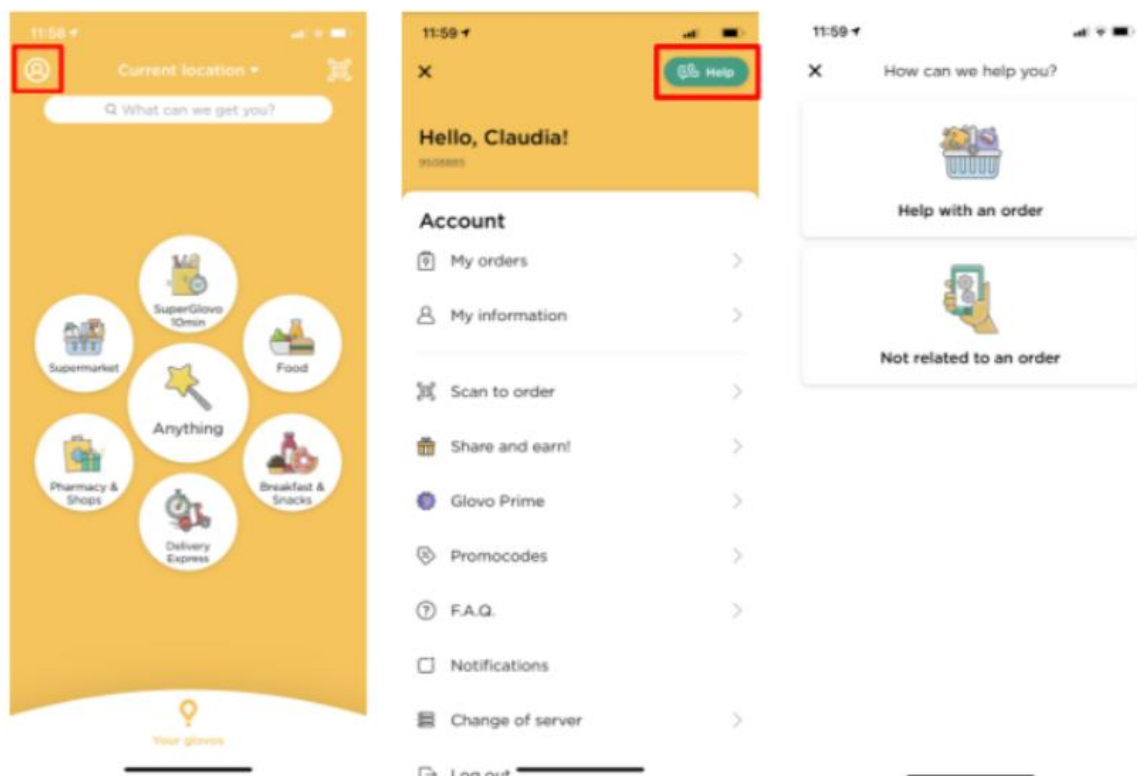 11:58
Current location
What can we get you?
SuperGlovo
10min
Supermarket
Food
Anything
Pharmacy &
Shops
Breakfast &
Snacks
Delivery
Express
Your glovos
11:59
Help
Hello, Claudia!
9508885
Account
My orders
My information
Scan to order
Share and earn!
Glovo Prime
Promocodes
F.A.Q.
Notifications
Change of server
Log out
11:59
How can we help you?
Help with an order
Not related to an order